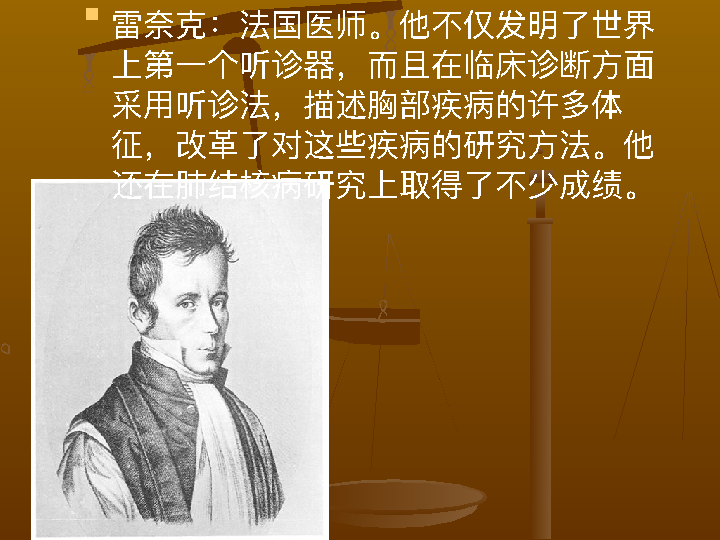 雷奈克：法国医师。他不仅发明了世界
上第一个听诊器，而且在临床诊断方面
采用听诊法，描述胸部疾病的许多体
征，改革了对这些疾病的研究方法。他
还在肺结核病研究上取得了不少成绩。